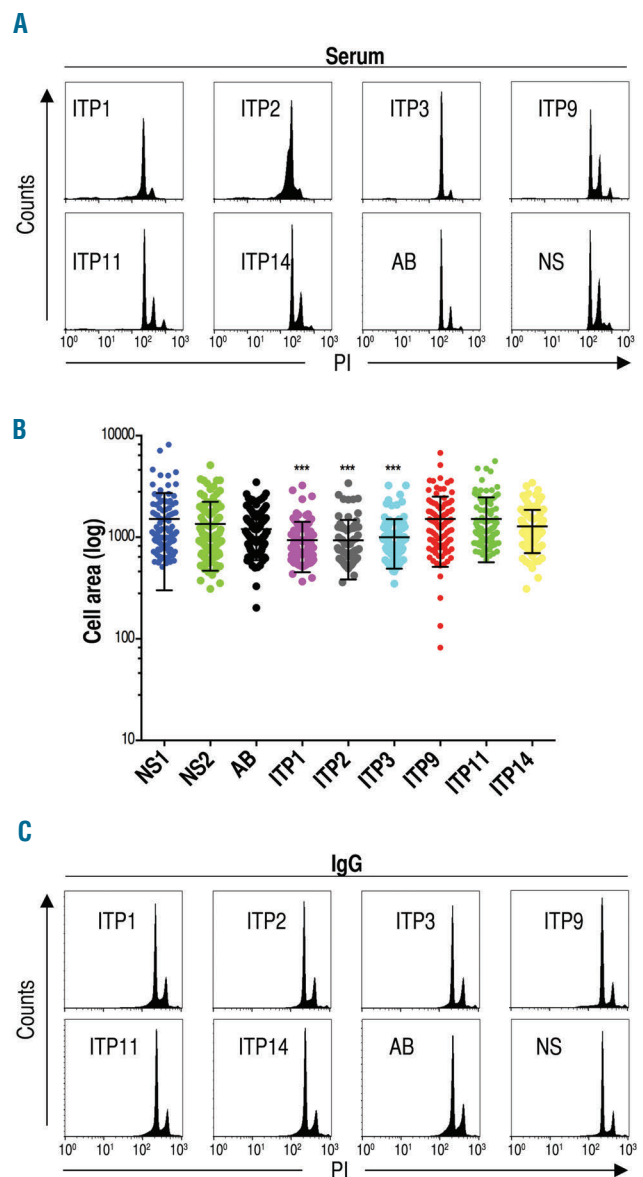 A
Serum
ITP1 ITP2 ITP3 ITP9
Counts
ITP11 ITP14 AB NS
10⁰ 10¹ 10² 10³ 10⁰ 10¹ 10² 10³ 10⁰ 10¹ 10² 10³ 10⁰ 10¹ 10² 10³
PI
B
10000
1000
100
10
Cell area (log)
*** *** ***
NS1 NS2 AB ITP1 ITP2 ITP3 ITP9 ITP11 ITP14
C
IgG
ITP1 ITP2 ITP3 ITP9
Counts
ITP11 ITP14 AB NS
10⁰ 10¹ 10² 10³ 10⁰ 10¹ 10² 10³ 10⁰ 10¹ 10² 10³ 10⁰ 10¹ 10² 10³
PI